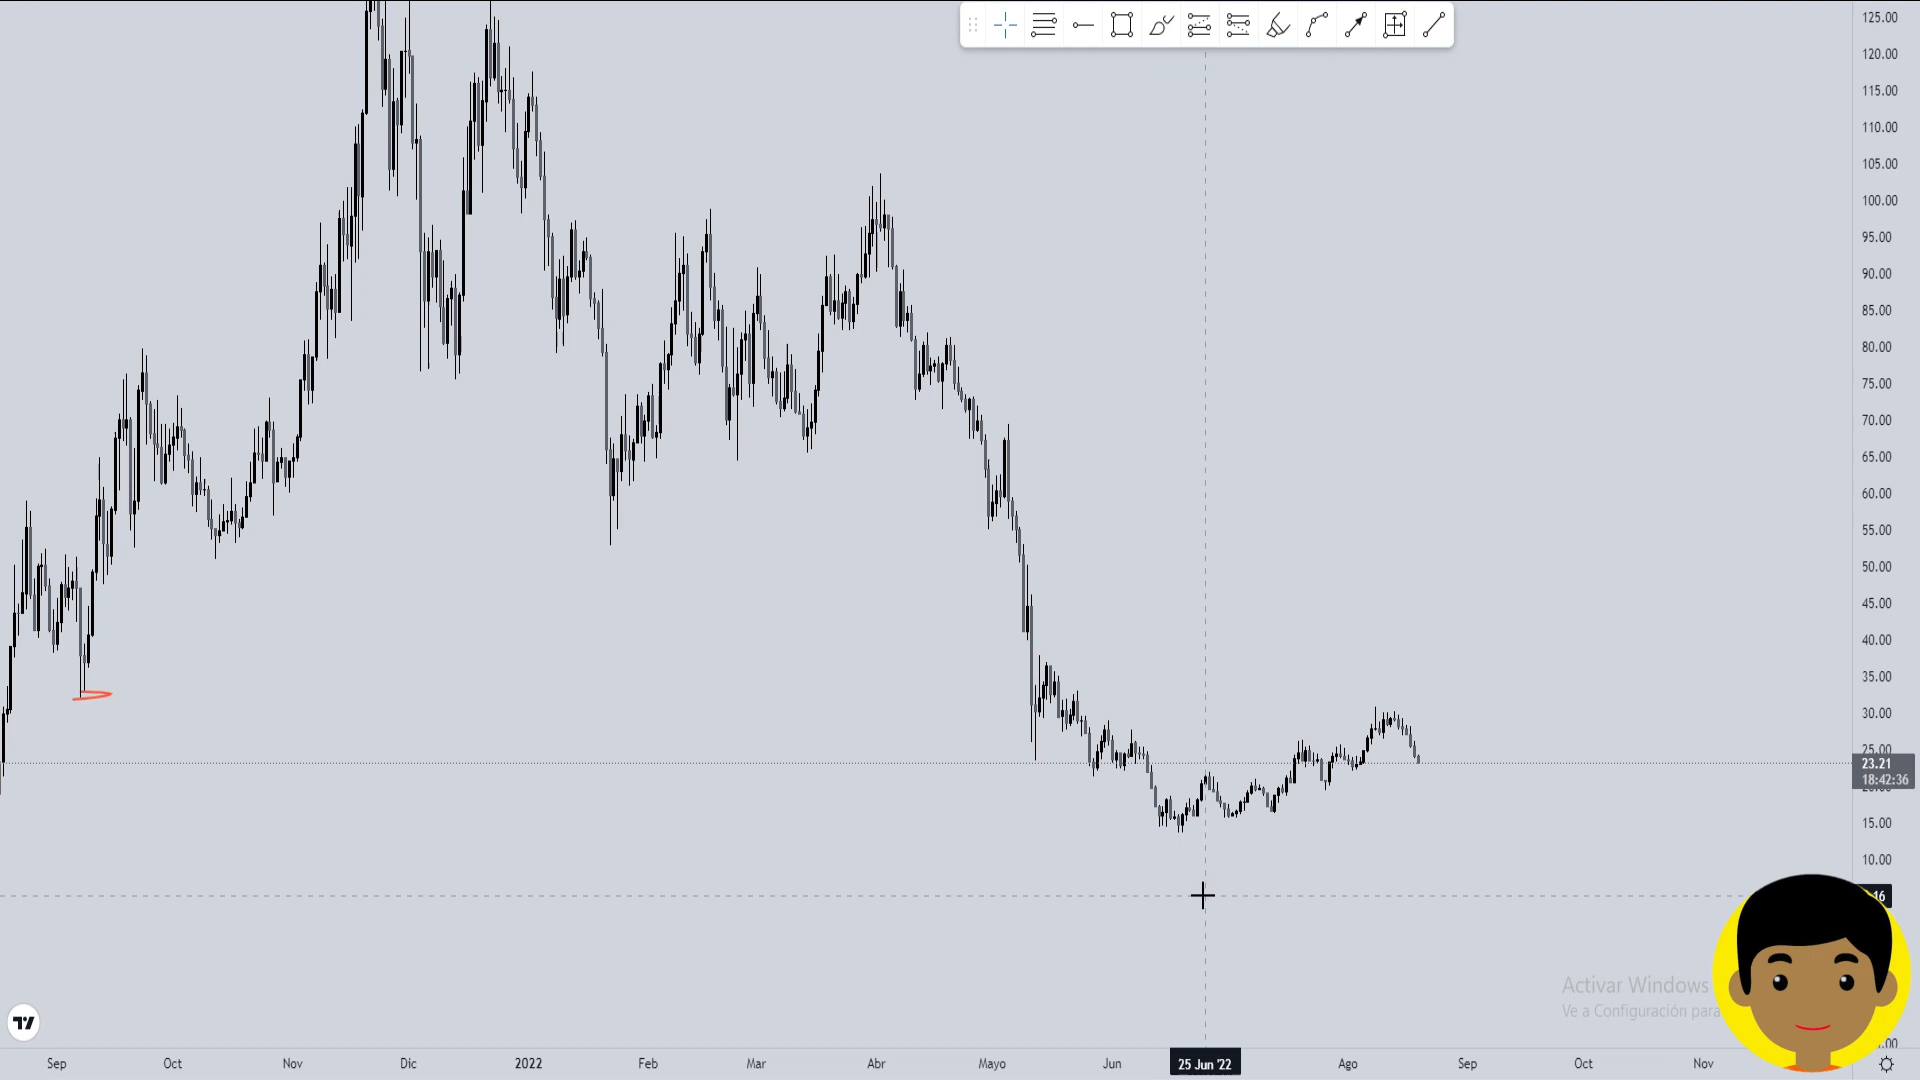 125.00
120.00
115.00
110.00
105.00
100.00
95.00
90.00
85.00
80.00
75.00
70.00
65.00
60.00
55.00
50.00
45.00
40.00
35.00
30.00
25.00
23.21
18:42:36
15.00
10.00
Activar Windows
Ve a Configuración para
Sep
Oct
Nov
Dic
2022
Feb
Mar
Abr
Mayo
Jun
25 Jun '22
Ago
Sep
Oct
Nov